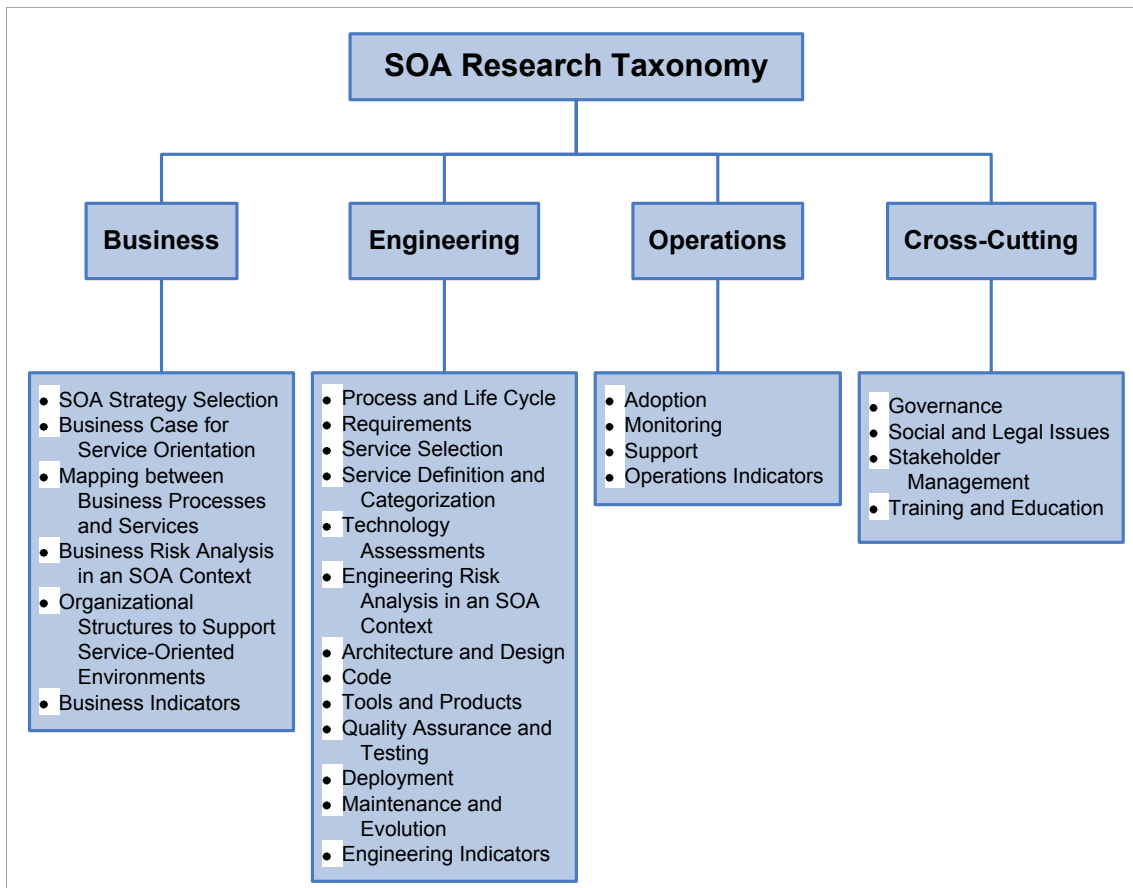 SOA Research Taxonomy
Business
Engineering
Operations
Cross-Cutting
• SOA Strategy Selection
• Business Case for
Service Orientation
• Mapping between
Business Processes
and Services
• Business Risk Analysis
in an SOA Context
• Organizational
Structures to Support
Service-Oriented
Environments
• Business Indicators
• Process and Life Cycle
• Requirements
• Service Selection
• Service Definition and
Categorization
• Technology
Assessments
• Engineering Risk
Analysis in an SOA
Context
• Architecture and Design
• Code
• Tools and Products
• Quality Assurance and
Testing
• Deployment
• Maintenance and
Evolution
• Engineering Indicators
• Adoption
• Monitoring
• Support
• Operations Indicators
• Governance
• Social and Legal Issues
• Stakeholder
Management
• Training and Education